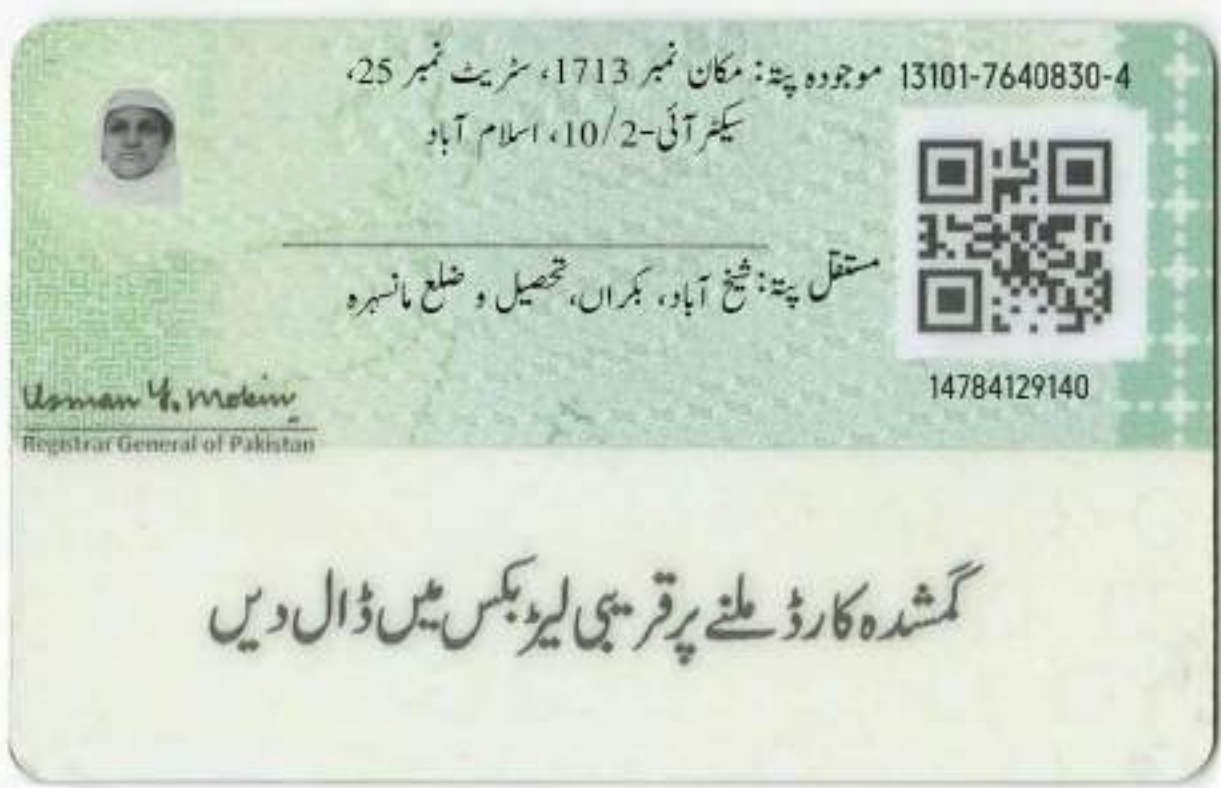 13101-7640830-4
موجودہ پتہ: مکان نمبر 1713، سٹریٹ نمبر 25،
سیکٹر آئی-10/2، اسلام آباد
مستقل پتہ: شیخ آباد، بکراں، تحصیل و ضلع مانسہرہ
14784129140
Usman Y. Mobin
Registrar General of Pakistan
گمشدہ کارڈ ملنے پر قریبی لیٹر بکس میں ڈال دیں